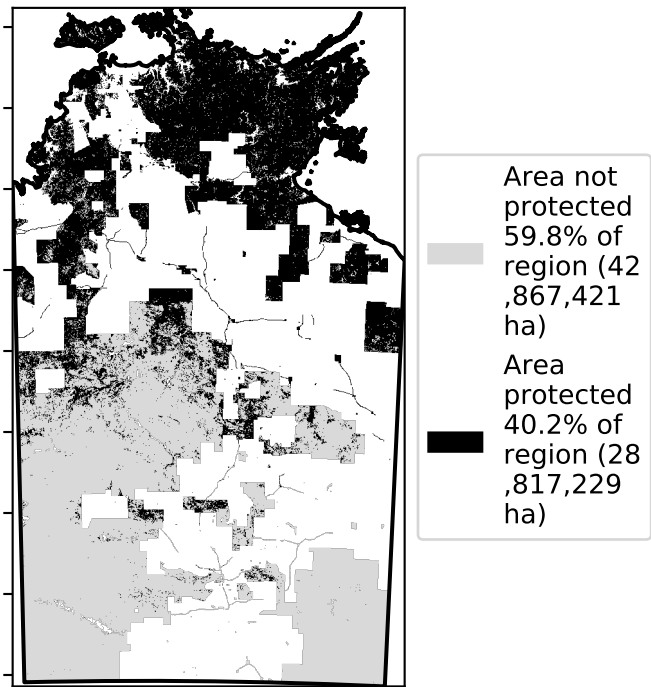 Area not
protected
59.8% of
region (42
,867,421
ha)
Area
protected
40.2% of
region (28
,817,229
ha)